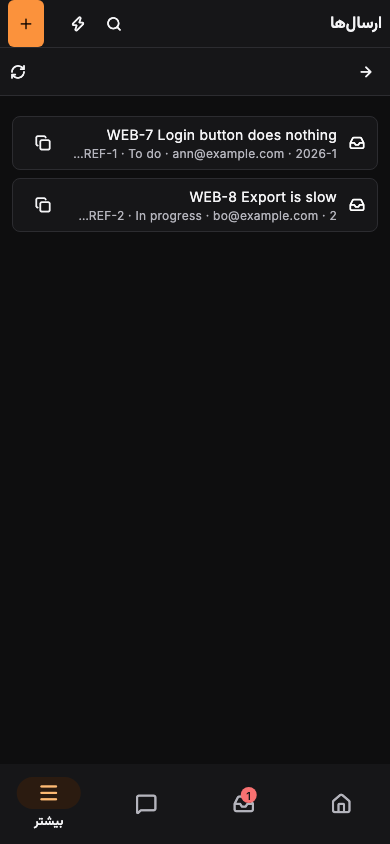 ارسال‌ها
WEB-7 Login button does nothing
...REF-1 · To do · ann@example.com · 2026-1
WEB-8 Export is slow
...REF-2 · In progress · bo@example.com · 2
1
بیشتر